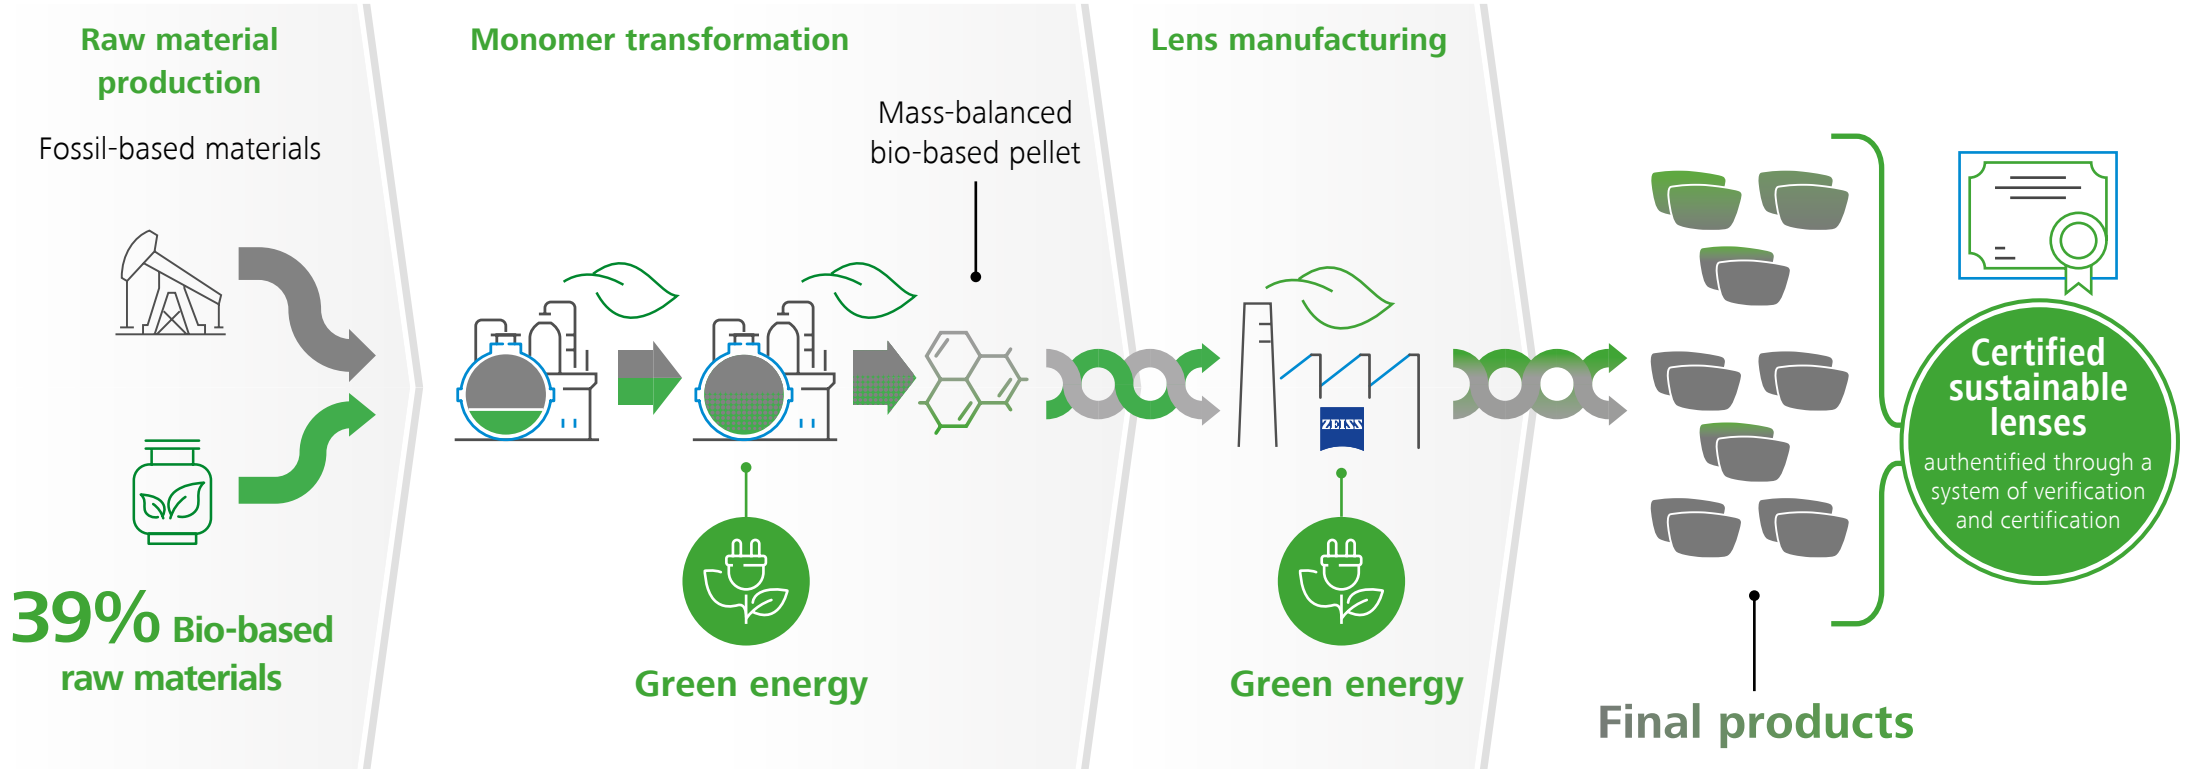 Raw material
production
Fossil-based materials
39% Bio-based
raw materials
Monomer transformation
Mass-balanced
bio-based pellet
Green energy
Lens manufacturing
ZEISS
Green energy
Final products
Certified
sustainable
lenses
authentified through a
system of verification
and certification